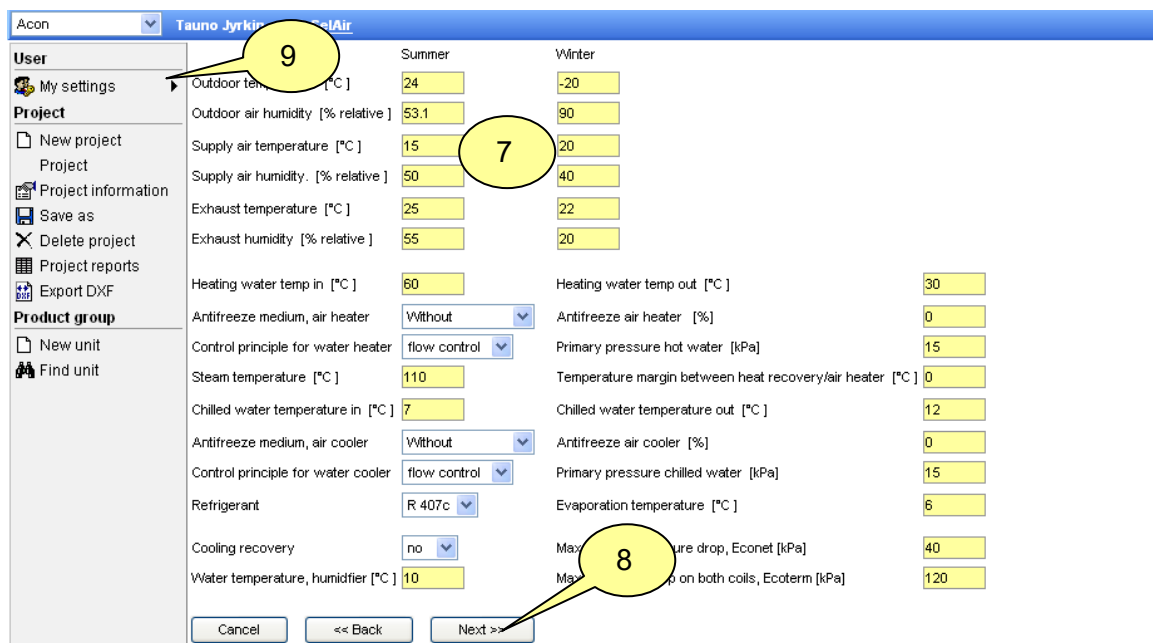 Acon Tauno Jyrkin SelAir
User
My settings
Project
New project
Project
Project information
Save as
Delete project
Project reports
Export DXF
Product group
New unit
Find unit
9
Summer Winter
Outdoor [°C ] 24 -20
Outdoor air humidity [% relative ] 53.1 90
Supply air temperature [°C ] 15 20
7
Supply air humidity. [% relative ] 50 40
Exhaust temperature [°C ] 25 22
Exhaust humidity [% relative ] 55 20
Heating water temp in [°C ] 60 Heating water temp out [°C ] 30
Antifreeze medium, air heater Without Antifreeze air heater [%] 0
Control principle for water heater flow control Primary pressure hot water [kPa] 15
Steam temperature [°C ] 110 Temperature margin between heat recovery/air heater [°C ] 0
Chilled water temperature in [°C ] 7 Chilled water temperature out [°C ] 12
Antifreeze medium, air cooler Without Antifreeze air cooler [%] 0
Control principle for water cooler flow control Primary pressure chilled water [kPa] 15
Refrigerant R 407c Evaporation temperature [°C ] 6
Cooling recovery no drop, Econet [kPa] 40
8
Water temperature, humidfier [°C ] 10 on both coils, Ecoterm [kPa] 120
Cancel << Back Next >>